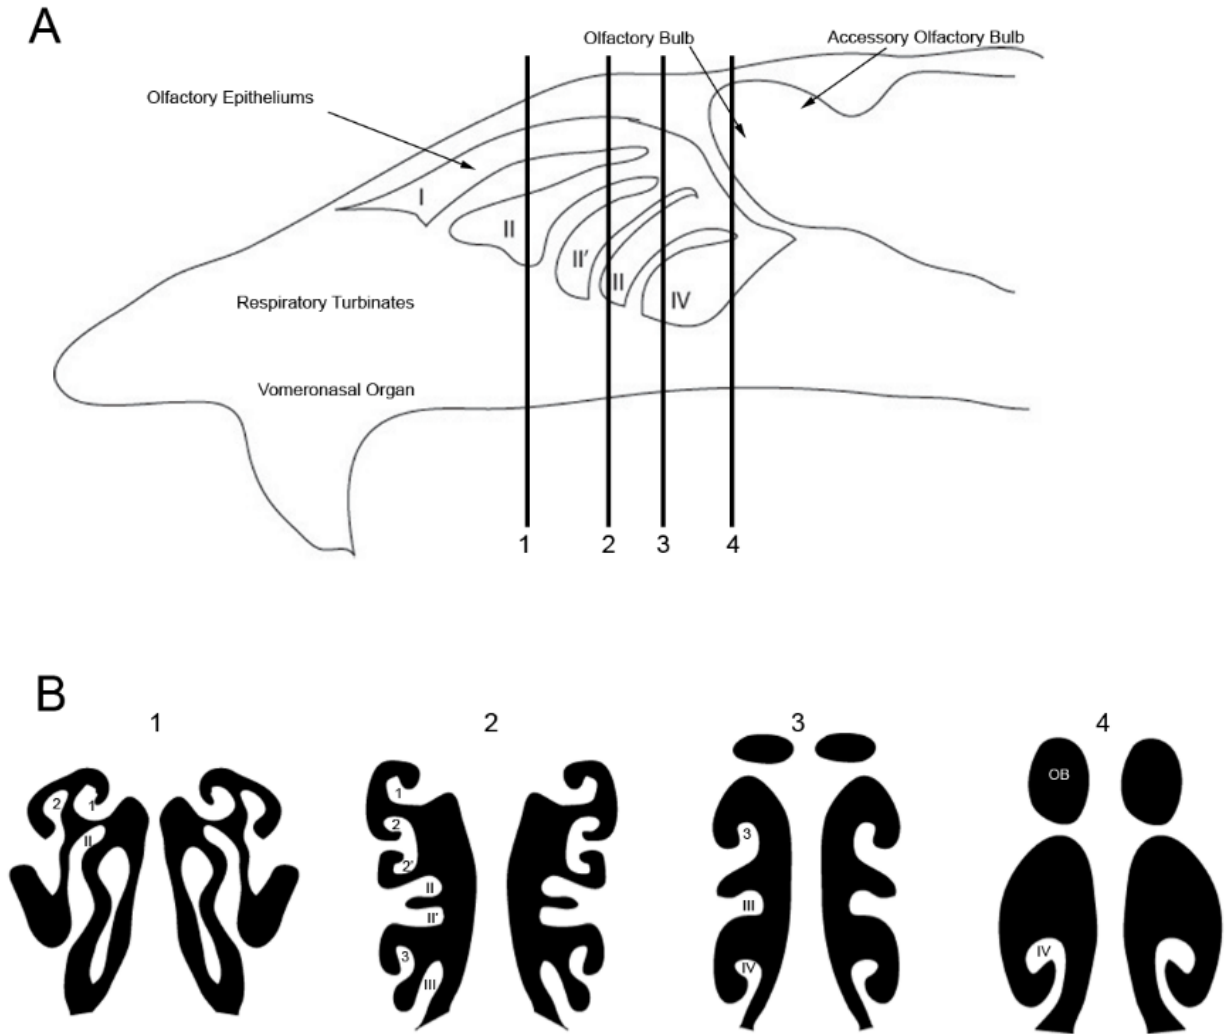 A
Olfactory Bulb
Accessory Olfactory Bulb
Olfactory Epitheliums
I
II
II′
II
IV
Respiratory Turbinates
Vomeronasal Organ
1 2 3 4
B
1 2 3 4
2 1
II
1
2
2′
II
II′
3
III
3
III
IV
OB
IV